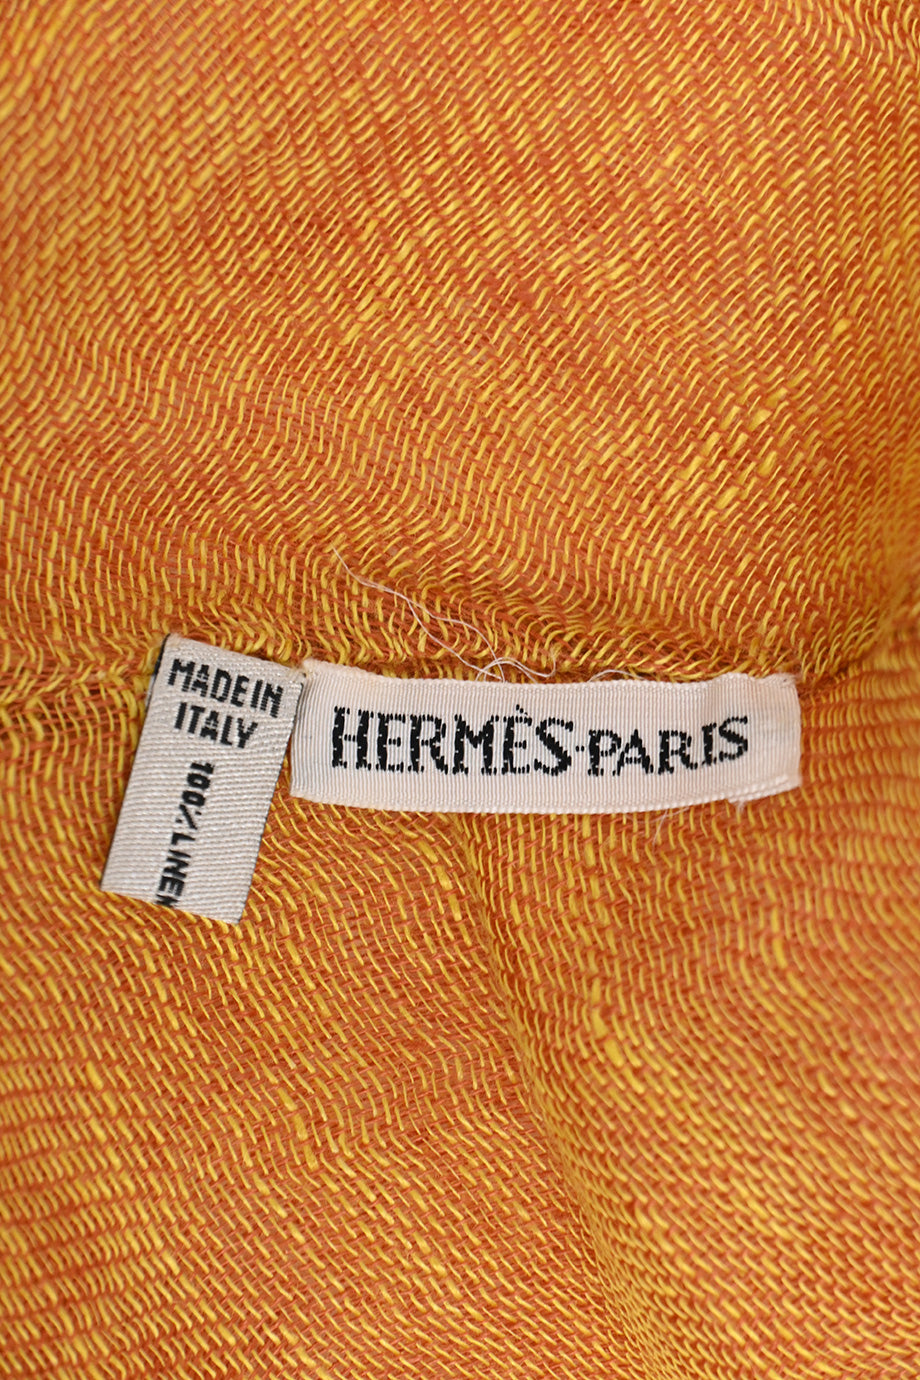 MADE IN
ITALY
100% LINEN
HERMÈS-PARIS